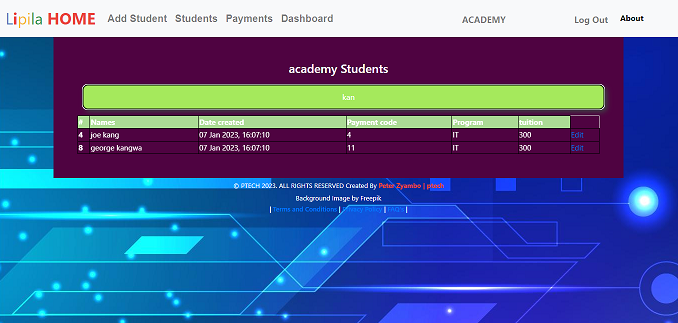 Lipila HOME Add Student Students Payments Dashboard ACADEMY Log Out About
academy Students
kan
# Names Date created Payment code Program tuition
4 joe kang 07 Jan 2023, 16:07:10 4 IT 300 Edit
8 george kangwa 07 Jan 2023, 16:07:10 11 IT 300 Edit
© PTECH 2023. ALL RIGHTS RESERVED Created By Peter Zyambo | ptech
Background Image by Freepik
| Terms and Conditions | Privacy Policy | FAQ's |